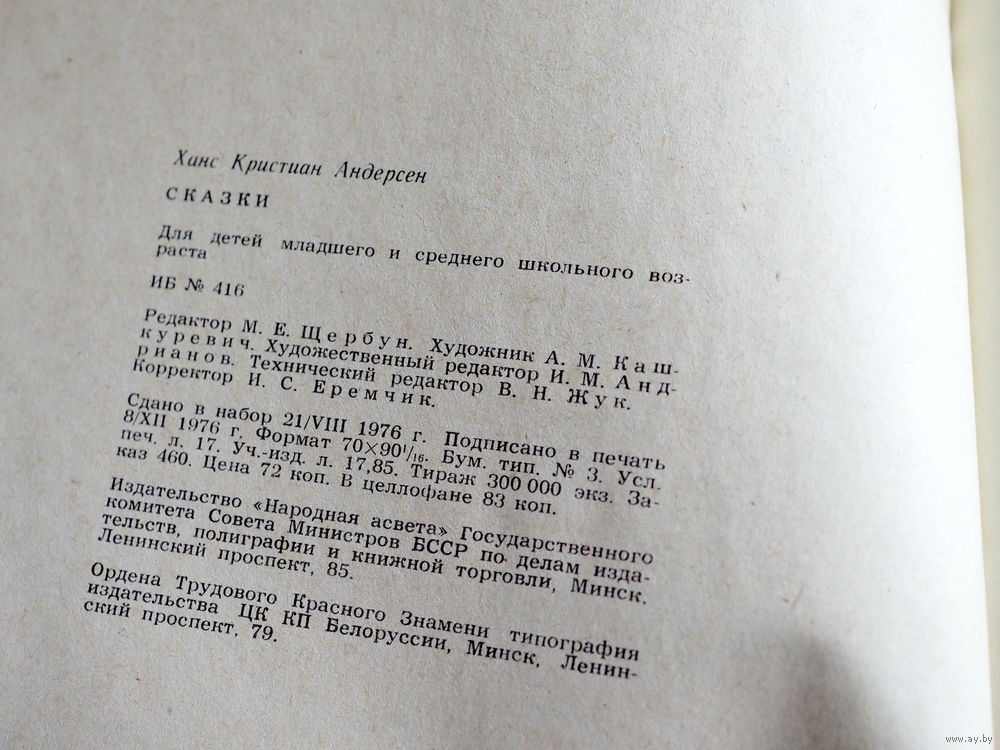 Ханс Кристиан Андерсен
СКАЗКИ
Для детей младшего и среднего школьного воз-
раста
ИБ № 416
Редактор М. Е. Щербун. Художник А. М. Каш-
куревич. Художественный редактор И. М. Анд-
рианов. Технический редактор В. Н. Жук.
Корректор И. С. Еремчик.
Сдано в набор 21/VIII 1976 г. Подписано в печать
8/XII 1976 г. Формат 70×90¹/₁₆. Бум. тип. № 3. Усл.
печ. л. 17. Уч.-изд. л. 17,85. Тираж 300 000 экз. За-
каз 460. Цена 72 коп. В целлофане 83 коп.
Издательство «Народная асвета» Государственного
комитета Совета Министров БССР по делам изда-
тельств, полиграфии и книжной торговли, Минск.
Ленинский проспект, 85.
Ордена Трудового Красного Знамени типография
издательства ЦК КП Белоруссии, Минск, Ленин-
ский проспект, 79.
www.ay.by